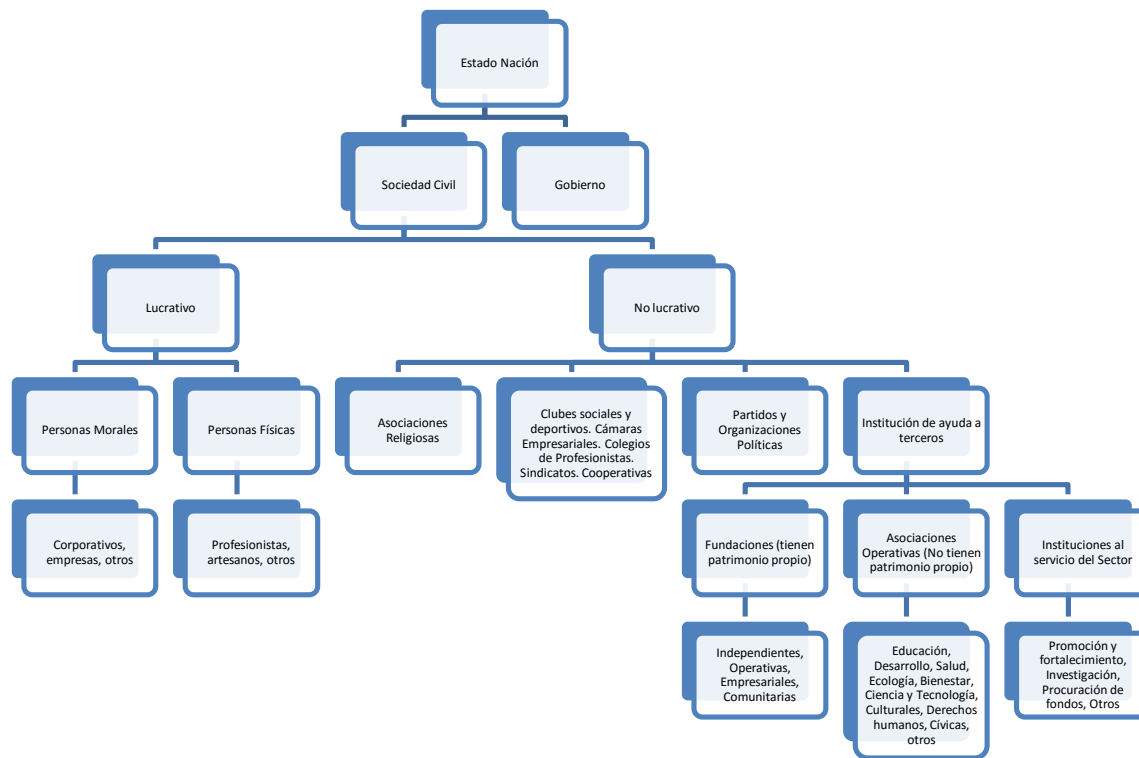 Estado Nación
Sociedad Civil
Gobierno
Lucrativo
No lucrativo
Personas Morales
Personas Físicas
Asociaciones
Religiosas
Clubes sociales y
deportivos. Cámaras
Empresariales. Colegios
de Profesionistas.
Sindicatos. Cooperativas
Partidos y
Organizaciones
Políticas
Institución de ayuda a
terceros
Corporativos,
empresas, otros
Profesionistas,
artesanos, otros
Fundaciones (tienen
patrimonio propio)
Asociaciones
Operativas (No tienen
patrimonio propio)
Instituciones al
servicio del Sector
Independientes,
Operativas,
Empresariales,
Comunitarias
Educación,
Desarrollo, Salud,
Ecología, Bienestar,
Ciencia y Tecnología,
Culturales, Derechos
humanos, Cívicas,
otros
Promoción y
fortalecimiento,
Investigación,
Procuración de
fondos, Otros